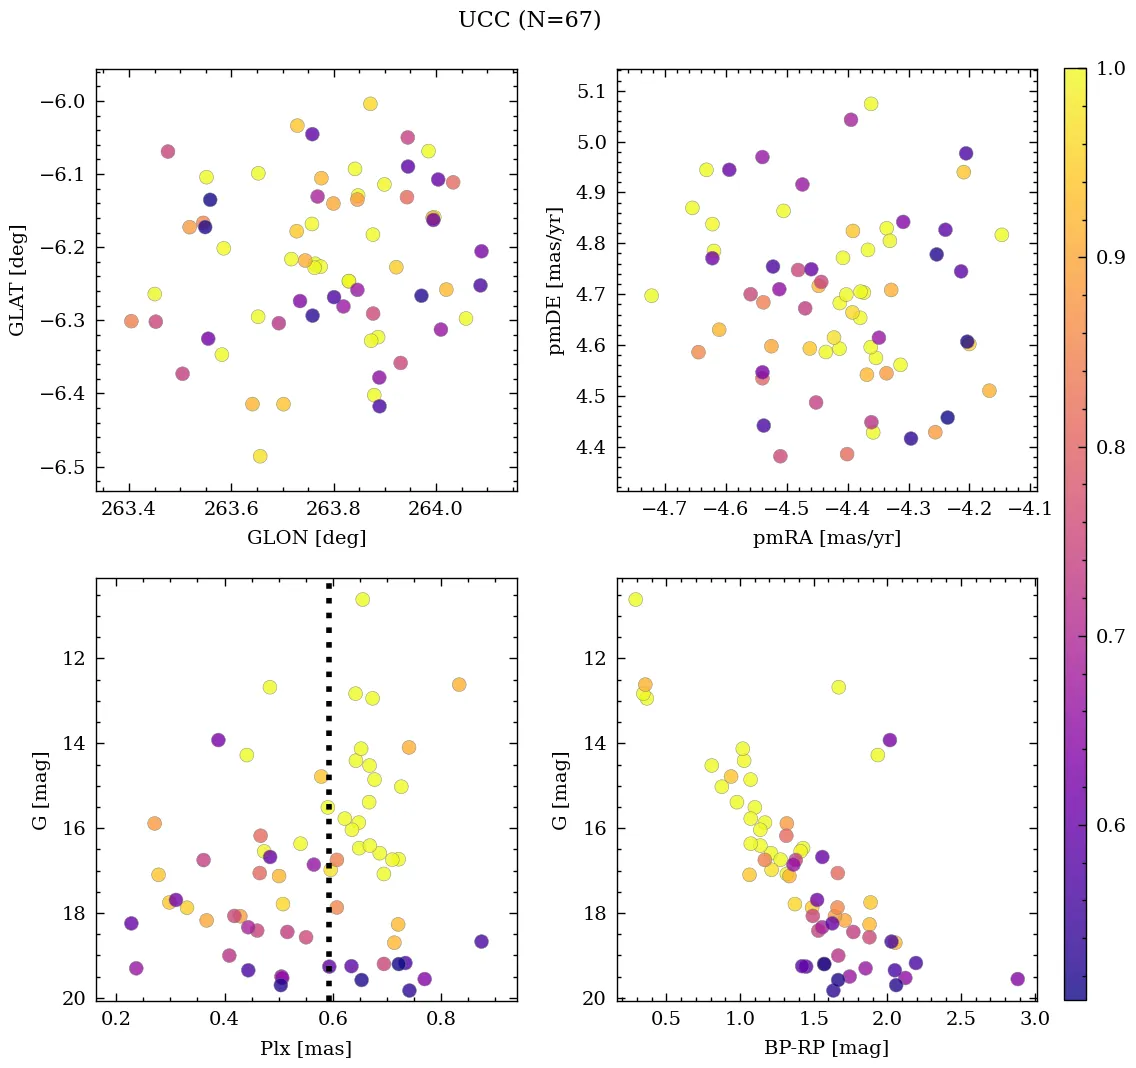 UCC (N=67)
−6.0
−6.1
−6.2
−6.3
−6.4
−6.5
GLAT [deg]
263.4 263.6 263.8 264.0
GLON [deg]
5.1
5.0
4.9
4.8
4.7
4.6
4.5
4.4
pmDE [mas/yr]
−4.7 −4.6 −4.5 −4.4 −4.3 −4.2 −4.1
pmRA [mas/yr]
12
14
16
18
20
G [mag]
0.2 0.4 0.6 0.8
Plx [mas]
12
14
16
18
20
G [mag]
0.5 1.0 1.5 2.0 2.5 3.0
BP-RP [mag]
1.0
0.9
0.8
0.7
0.6